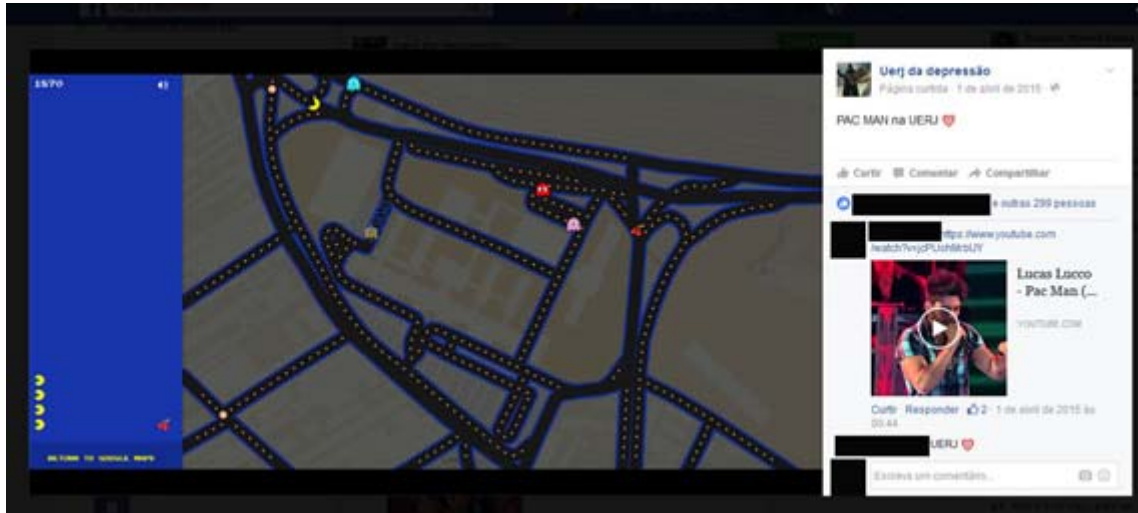 1570
RETURN TO GOOGLE MAPS
Uerj da depressão
Página curtida · 1 de abril de 2015 ·
PAC MAN na UERJ
Curtir Comentar Compartilhar
e outras 299 pessoas
https://www.youtube.com
Lucas Lucco
- Pac Man (...
YOUTUBE.COM
Curtir Responder 2 · 1 de abril de 2015 às
00:44
UERJ
Escreva um comentário...